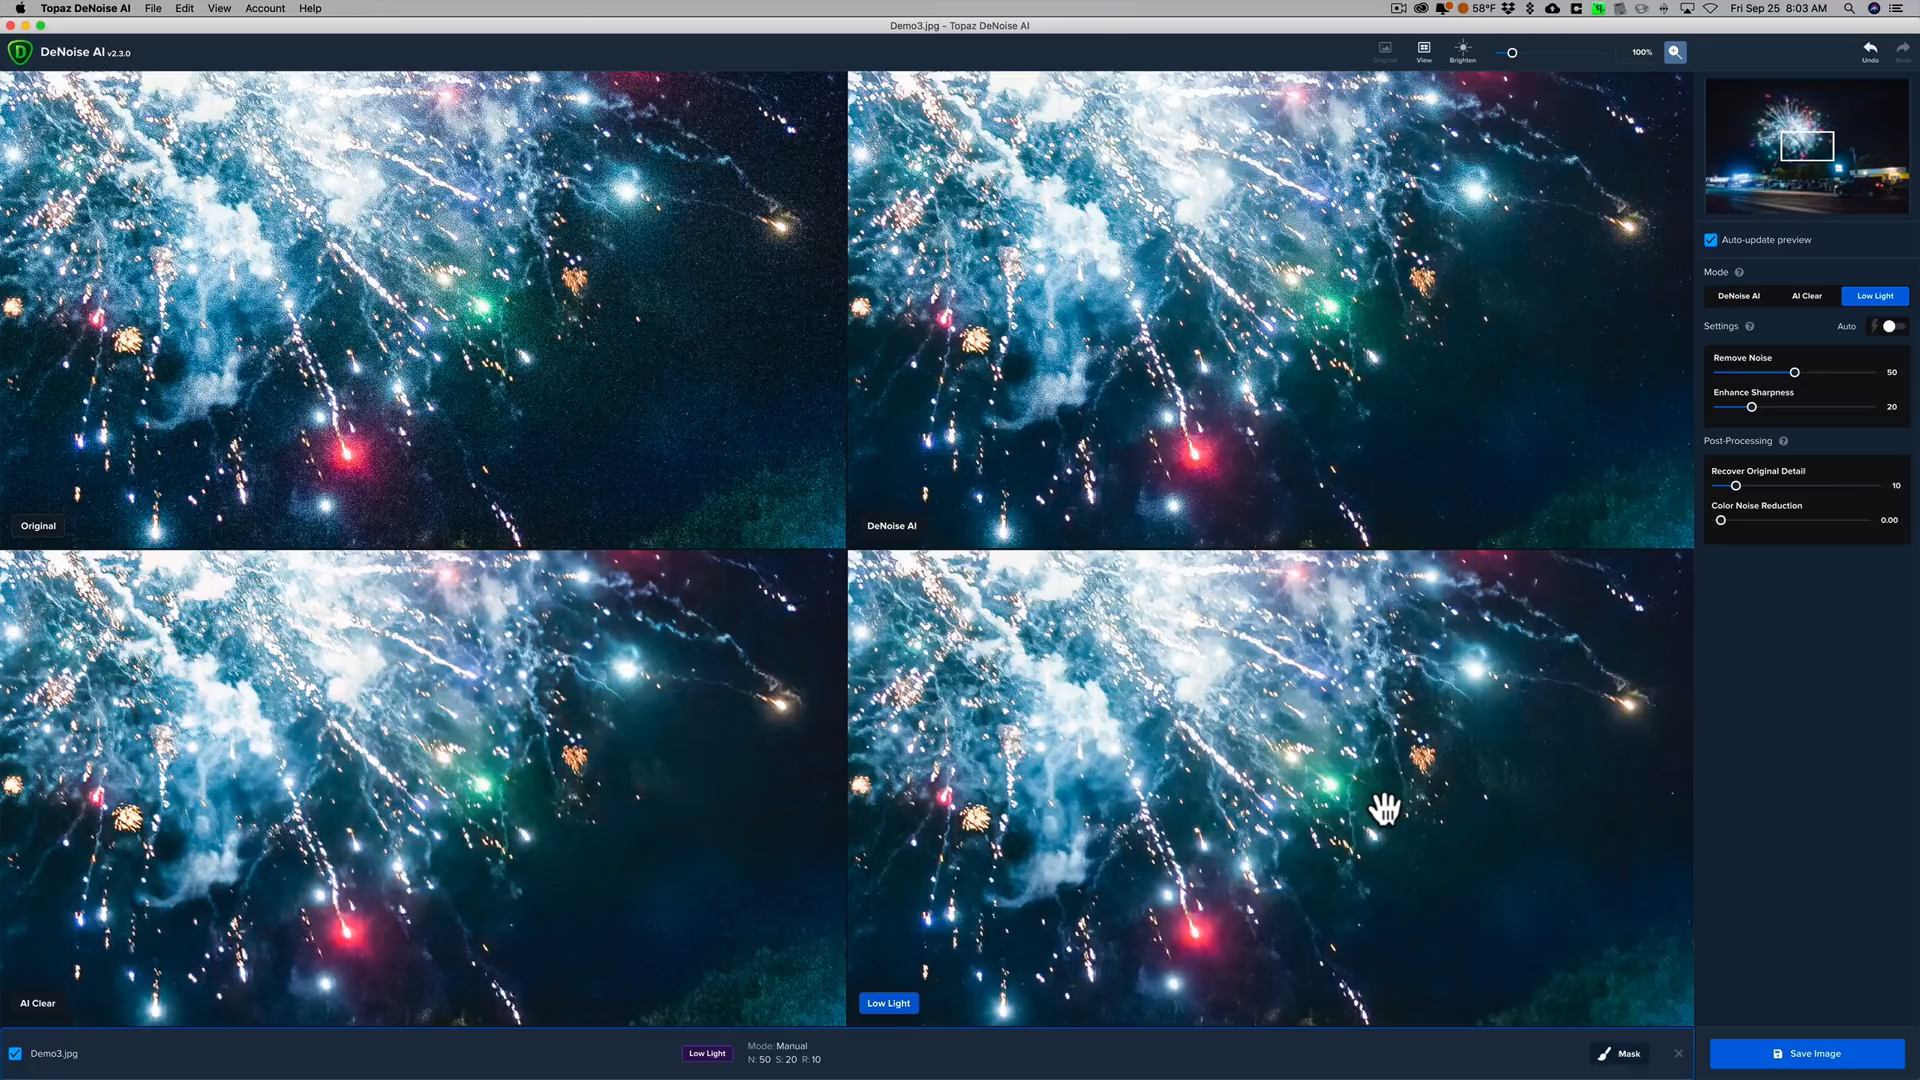 Topaz DeNoise AI File Edit View Account Help
58°F Fri Sep 25 8:03 AM
Demo3.jpg - Topaz DeNoise AI
DeNoise AI v2.3.0
Original View Brighten 100% Undo Redo
Original
DeNoise AI
AI Clear
Low Light
Auto-update preview
Mode ?
DeNoise AI AI Clear Low Light
Settings ? Auto
Remove Noise
50
Enhance Sharpness
20
Post-Processing ?
Recover Original Detail
10
Color Noise Reduction
0.00
Demo3.jpg
Low Light
Mode: Manual
N: 50 S: 20 R: 10
Mask
Save Image